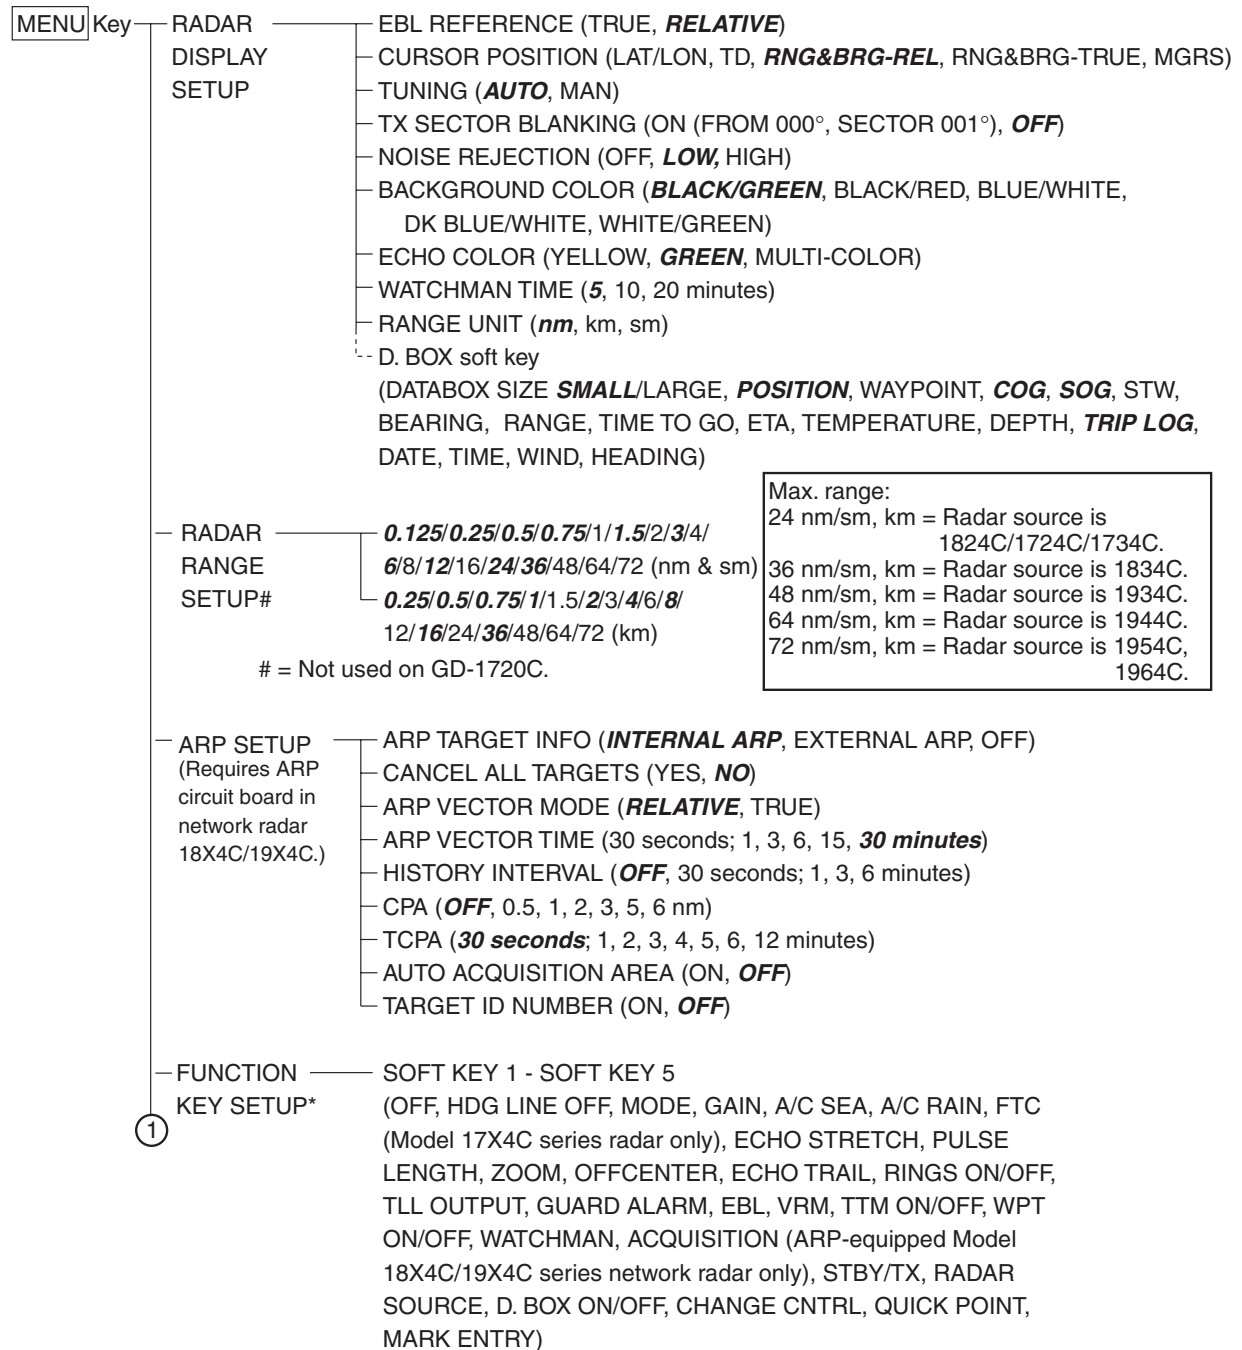 MENU Key
RADAR
DISPLAY
SETUP
EBL REFERENCE (TRUE, RELATIVE)
CURSOR POSITION (LAT/LON, TD, RNG&BRG-REL, RNG&BRG-TRUE, MGRS)
TUNING (AUTO, MAN)
TX SECTOR BLANKING (ON (FROM 000°, SECTOR 001°), OFF)
NOISE REJECTION (OFF, LOW, HIGH)
BACKGROUND COLOR (BLACK/GREEN, BLACK/RED, BLUE/WHITE,
DK BLUE/WHITE, WHITE/GREEN)
ECHO COLOR (YELLOW, GREEN, MULTI-COLOR)
WATCHMAN TIME (5, 10, 20 minutes)
RANGE UNIT (nm, km, sm)
D. BOX soft key
(DATABOX SIZE SMALL/LARGE, POSITION, WAYPOINT, COG, SOG, STW,
BEARING, RANGE, TIME TO GO, ETA, TEMPERATURE, DEPTH, TRIP LOG,
DATE, TIME, WIND, HEADING)
RADAR
RANGE
SETUP#
0.125/0.25/0.5/0.75/1/1.5/2/3/4/
6/8/12/16/24/36/48/64/72 (nm & sm)
0.25/0.5/0.75/1/1.5/2/3/4/6/8/
12/16/24/36/48/64/72 (km)
# = Not used on GD-1720C.
Max. range:
24 nm/sm, km = Radar source is
1824C/1724C/1734C.
36 nm/sm, km = Radar source is 1834C.
48 nm/sm, km = Radar source is 1934C.
64 nm/sm, km = Radar source is 1944C.
72 nm/sm, km = Radar source is 1954C,
1964C.
ARP SETUP
(Requires ARP
circuit board in
network radar
18X4C/19X4C.)
ARP TARGET INFO (INTERNAL ARP, EXTERNAL ARP, OFF)
CANCEL ALL TARGETS (YES, NO)
ARP VECTOR MODE (RELATIVE, TRUE)
ARP VECTOR TIME (30 seconds; 1, 3, 6, 15, 30 minutes)
HISTORY INTERVAL (OFF, 30 seconds; 1, 3, 6 minutes)
CPA (OFF, 0.5, 1, 2, 3, 5, 6 nm)
TCPA (30 seconds; 1, 2, 3, 4, 5, 6, 12 minutes)
AUTO ACQUISITION AREA (ON, OFF)
TARGET ID NUMBER (ON, OFF)
FUNCTION
KEY SETUP*
1
SOFT KEY 1 - SOFT KEY 5
(OFF, HDG LINE OFF, MODE, GAIN, A/C SEA, A/C RAIN, FTC
(Model 17X4C series radar only), ECHO STRETCH, PULSE
LENGTH, ZOOM, OFFCENTER, ECHO TRAIL, RINGS ON/OFF,
TLL OUTPUT, GUARD ALARM, EBL, VRM, TTM ON/OFF, WPT
ON/OFF, WATCHMAN, ACQUISITION (ARP-equipped Model
18X4C/19X4C series network radar only), STBY/TX, RADAR
SOURCE, D. BOX ON/OFF, CHANGE CNTRL, QUICK POINT,
MARK ENTRY)